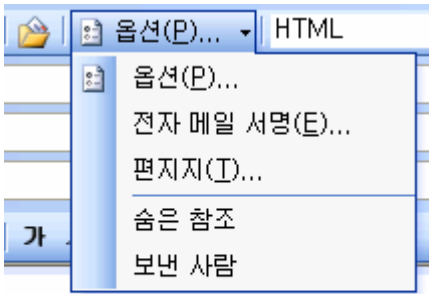 옵션(P)... HTML
옵션(P)...
전자 메일 서명(E)...
편지지(T)...
숨은 참조
가
보낸 사람